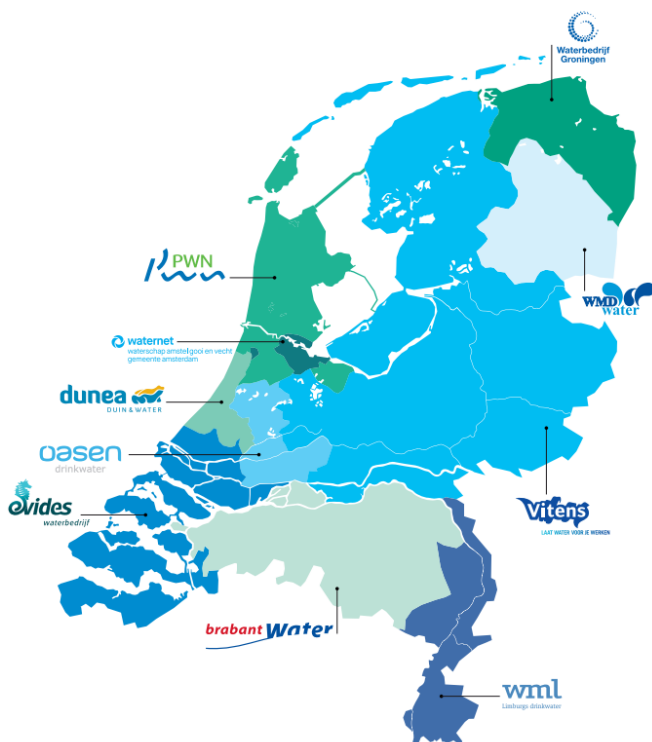 Waterbedrijf
Groningen
PWN
WMD
water
waternet
waterschap amstel gooi en vecht
gemeente amsterdam
dunea
DUIN & WATER
oasen
drinkwater
evides
waterbedrijf
Vitens
LAAT WATER VOOR JE WERKEN
brabant Water
wml
Limburgs drinkwater